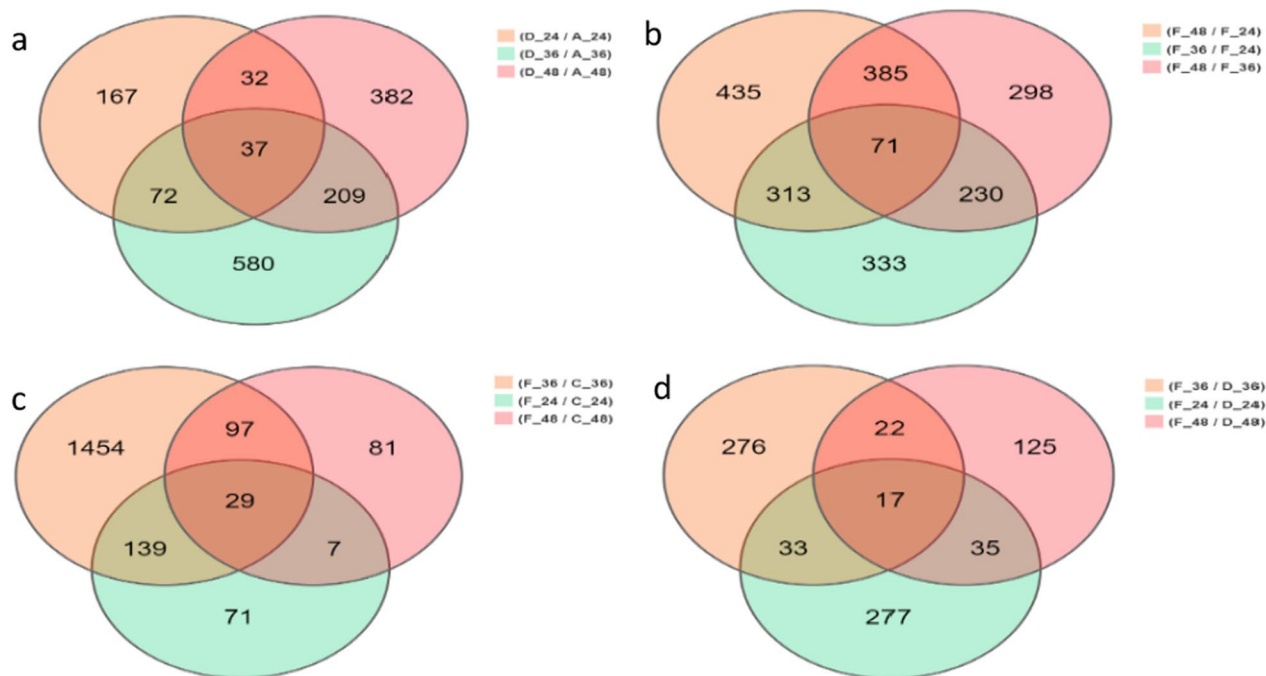 a
(D_24 / A_24)
(D_36 / A_36)
(D_48 / A_48)
167
32
382
37
72
209
580
b
(F_48 / F_24)
(F_36 / F_24)
(F_48 / F_36)
435
385
298
71
313
230
333
c
(F_36 / C_36)
(F_24 / C_24)
(F_48 / C_48)
1454
97
81
29
139
7
71
d
(F_36 / D_36)
(F_24 / D_24)
(F_48 / D_48)
276
22
125
17
33
35
277